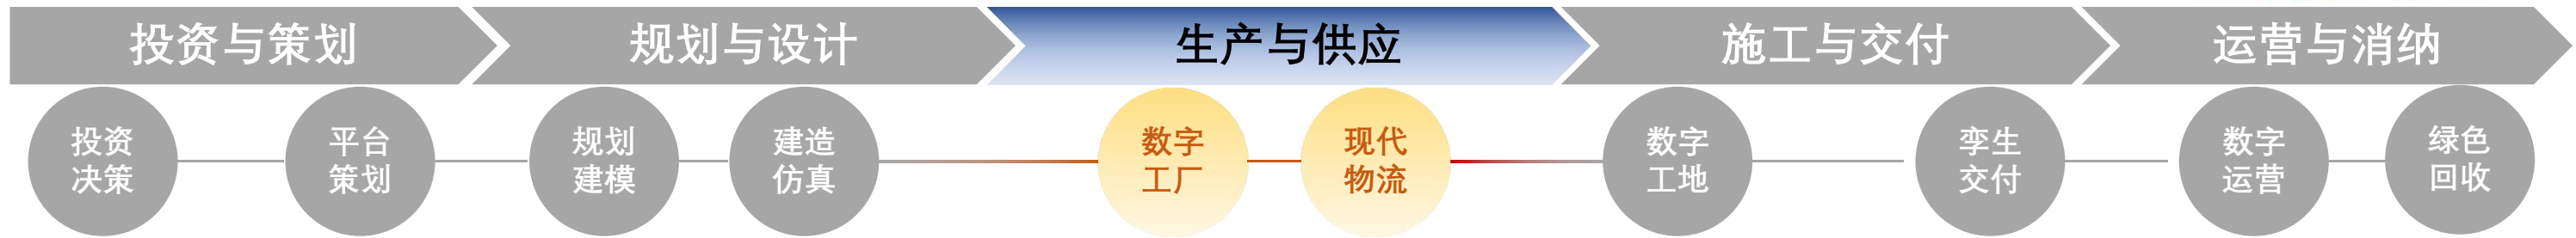 投资与策划
规划与设计
生产与供应
施工与交付
运营与消纳
投资
决策
平台
策划
规划
建模
建造
仿真
数字
工厂
现代
物流
数字
工地
孪生
交付
数字
运营
绿色
回收